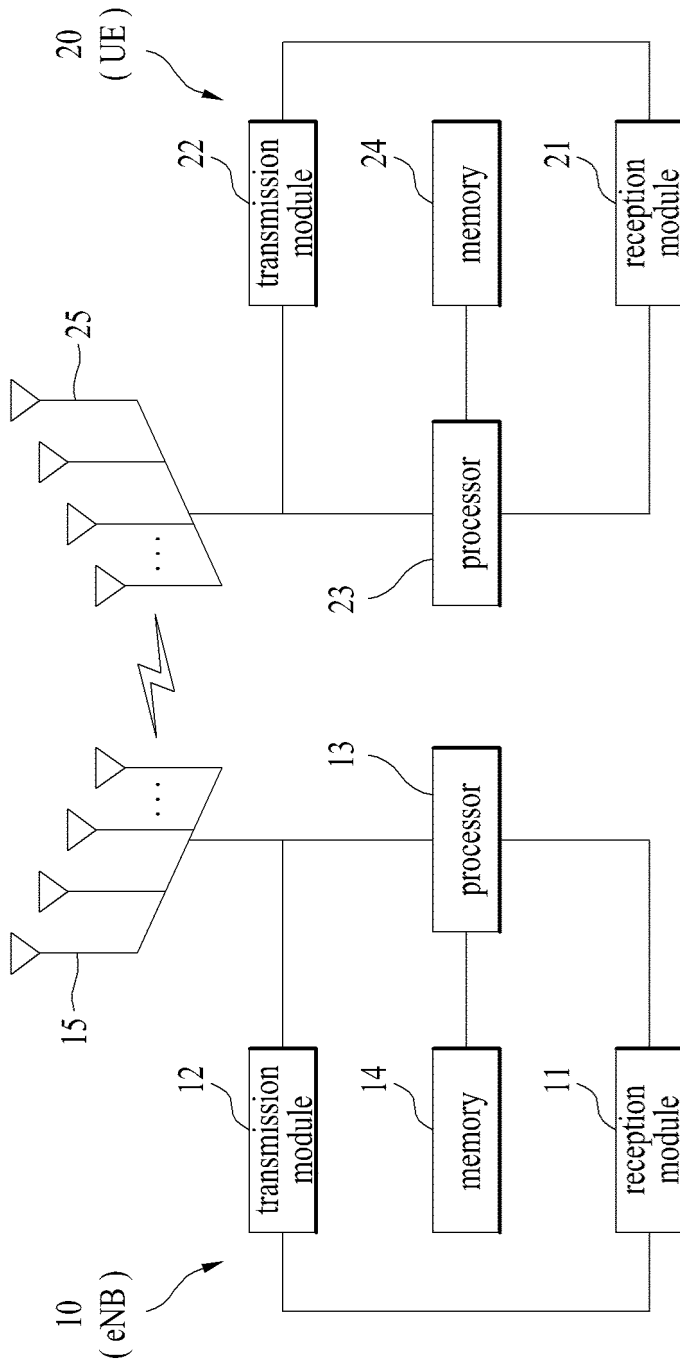 10
( eNB )
15
12
transmission
module
14
memory
13
processor
11
reception
module
. . . .
20
( UE )
25
22
transmission
module
24
memory
23
processor
21
reception
module
. . . .